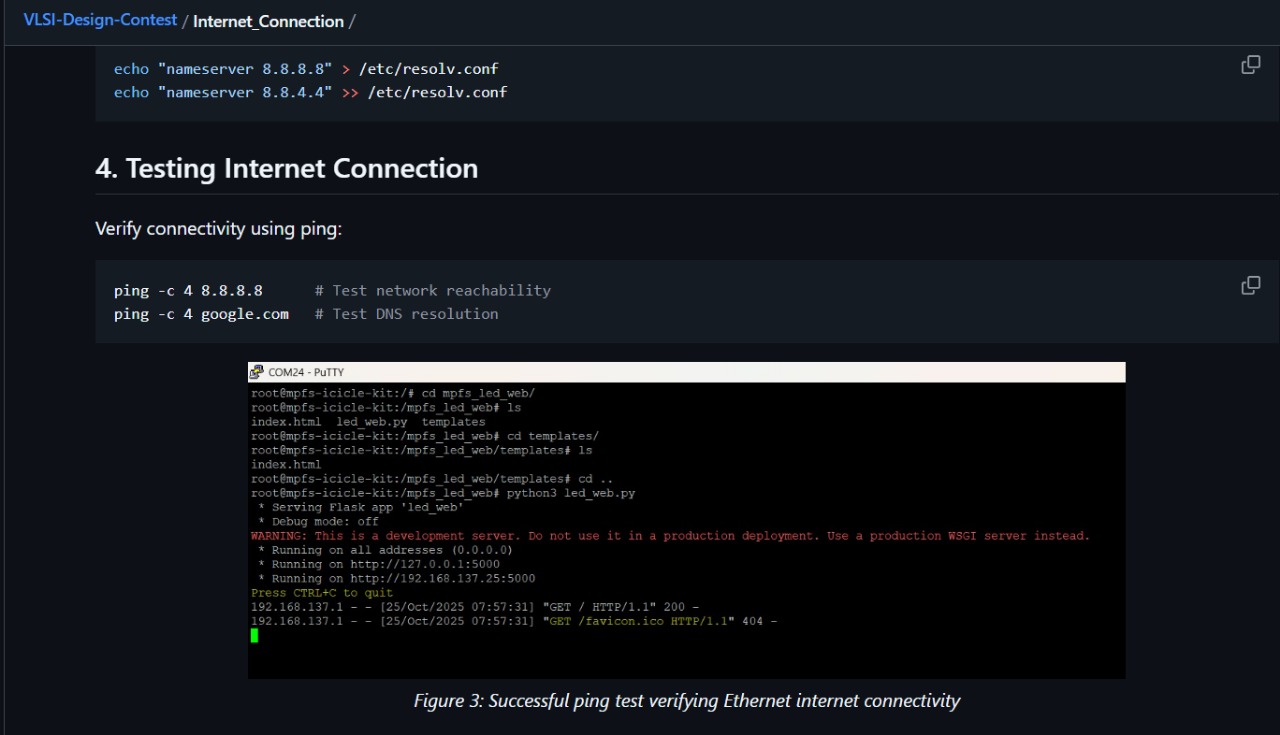 VLSI-Design-Contest / Internet_Connection /
echo "nameserver 8.8.8.8" > /etc/resolv.conf
echo "nameserver 8.8.4.4" >> /etc/resolv.conf
4. Testing Internet Connection
Verify connectivity using ping:
ping -c 4 8.8.8.8      # Test network reachability
ping -c 4 google.com   # Test DNS resolution
COM24 - PuTTY
root@mpfs-icicle-kit:/# cd mpfs_led_web/
root@mpfs-icicle-kit:/mpfs_led_web# ls
index.html  led_web.py  templates
root@mpfs-icicle-kit:/mpfs_led_web# cd templates/
root@mpfs-icicle-kit:/mpfs_led_web/templates# ls
index.html
root@mpfs-icicle-kit:/mpfs_led_web/templates# cd ..
root@mpfs-icicle-kit:/mpfs_led_web# python3 led_web.py
 * Serving Flask app 'led_web'
 * Debug mode: off
WARNING: This is a development server. Do not use it in a production deployment. Use a production WSGI server instead.
 * Running on all addresses (0.0.0.0)
 * Running on http://127.0.0.1:5000
 * Running on http://192.168.137.25:5000
Press CTRL+C to quit
192.168.137.1 - - [25/Oct/2025 07:57:31] "GET / HTTP/1.1" 200 -
192.168.137.1 - - [25/Oct/2025 07:57:31] "GET /favicon.ico HTTP/1.1" 404 -
Figure 3: Successful ping test verifying Ethernet internet connectivity